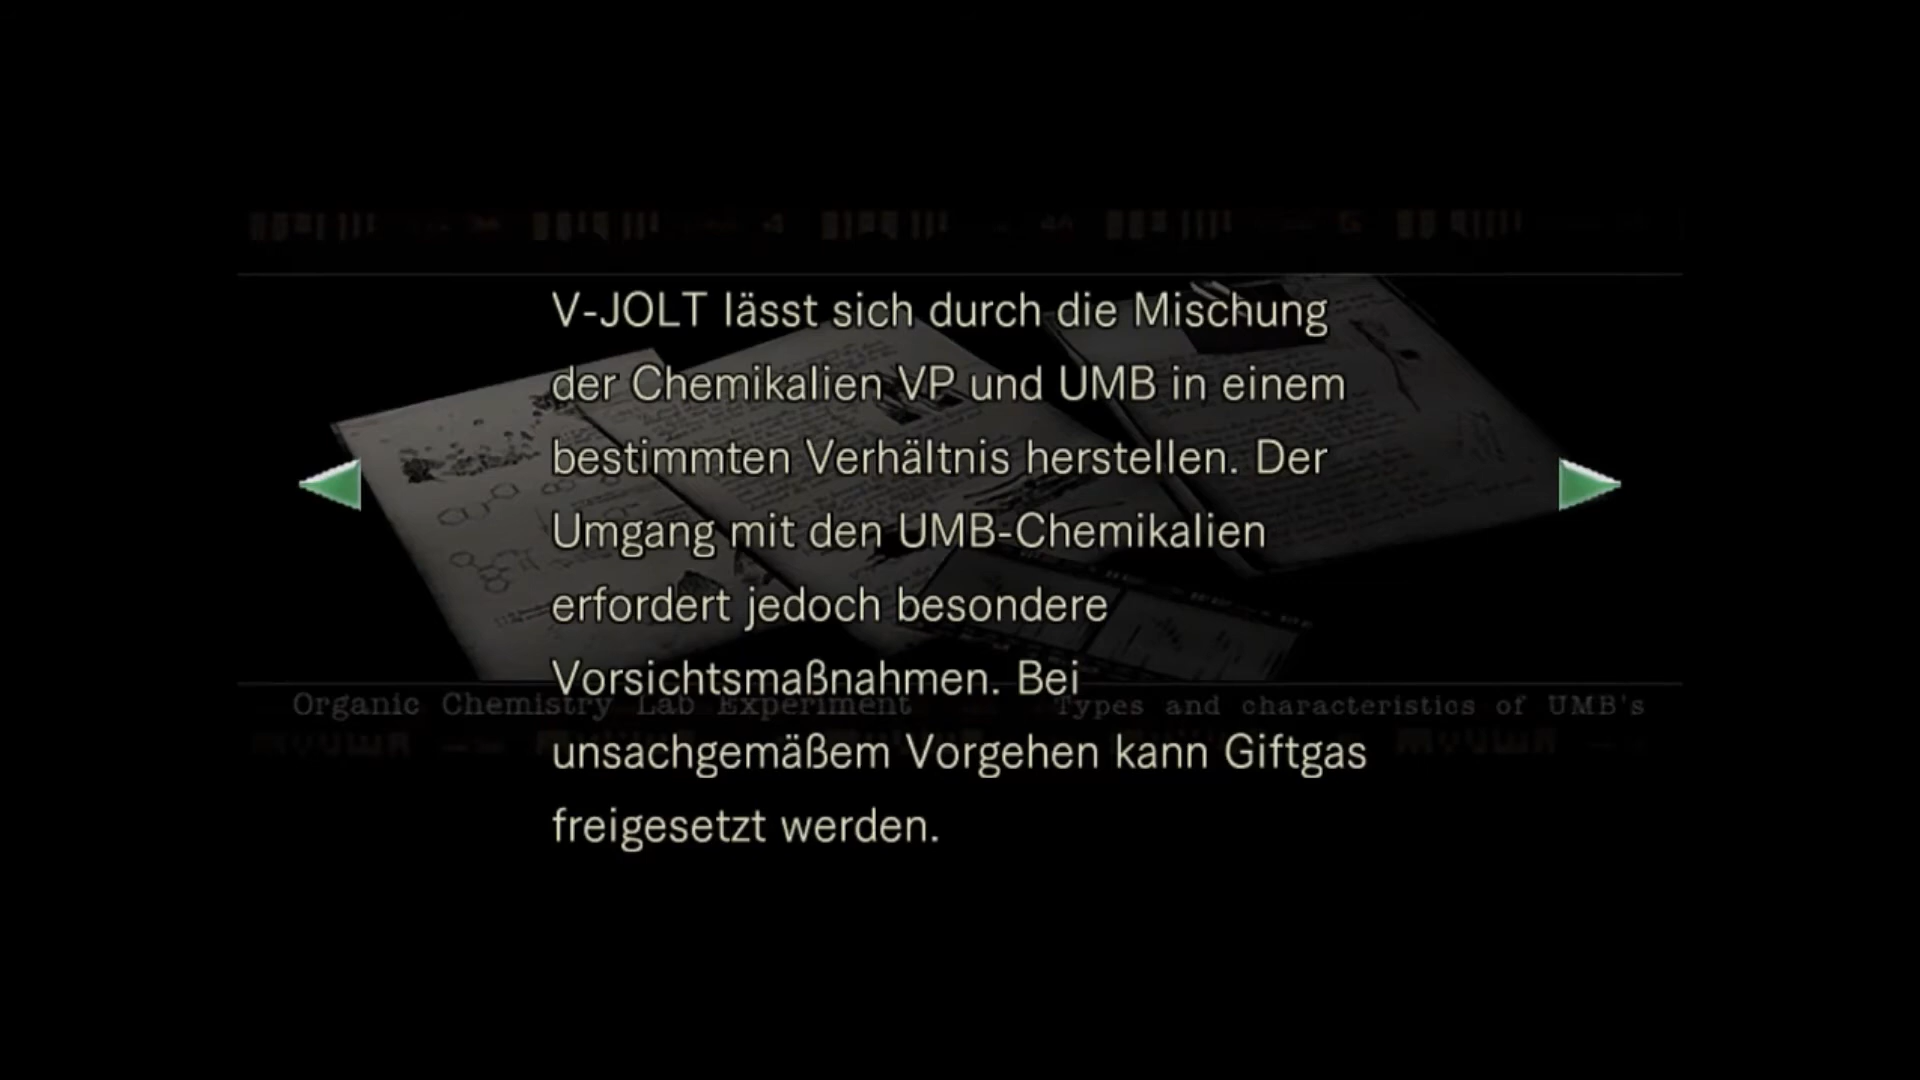 V-JOLT lässt sich durch die Mischung
der Chemikalien VP und UMB in einem
bestimmten Verhältnis herstellen. Der
Umgang mit den UMB-Chemikalien
erfordert jedoch besondere
Vorsichtsmaßnahmen. Bei
Organic Chemistry Lab Experiment Types and characteristics of UMB's
unsachgemäßem Vorgehen kann Giftgas
freigesetzt werden.